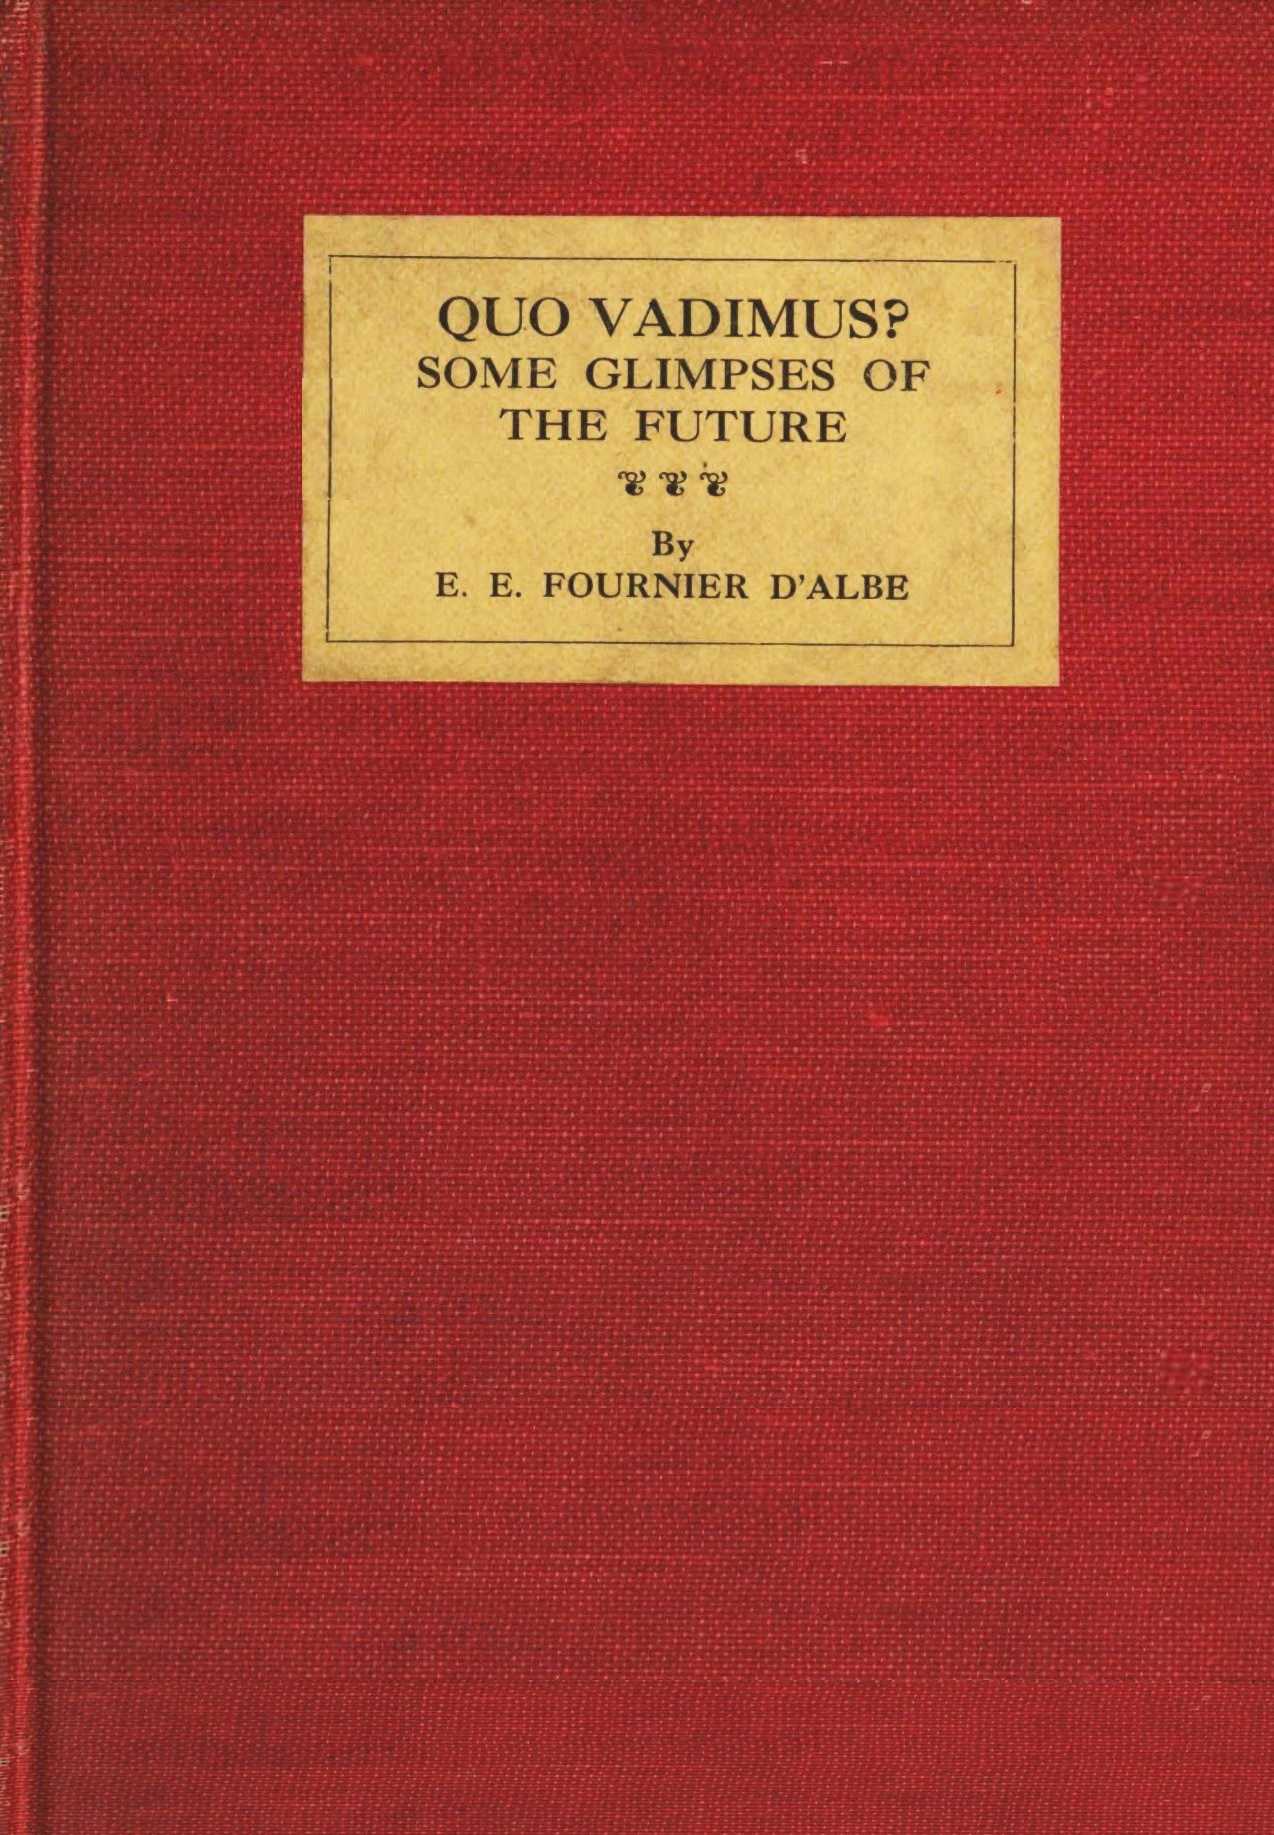 QUO VADIMUS?
SOME GLIMPSES OF
THE FUTURE
By
E. E. FOURNIER D'ALBE